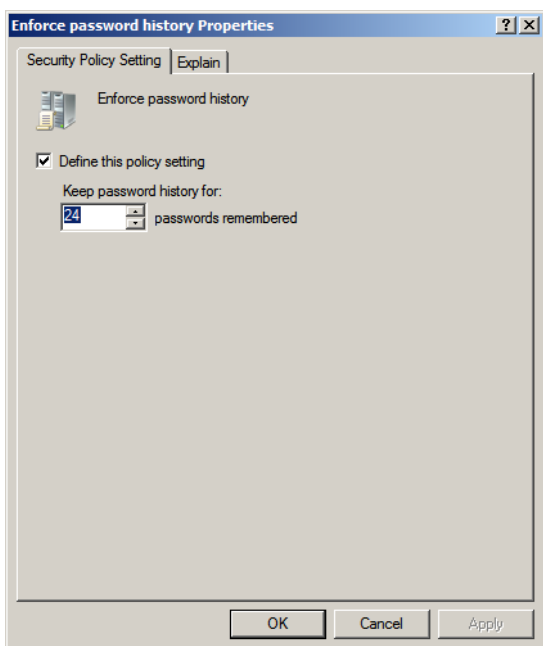 Enforce password history Properties
Security Policy Setting Explain
Enforce password history
Define this policy setting
Keep password history for:
24 passwords remembered
OK Cancel Apply